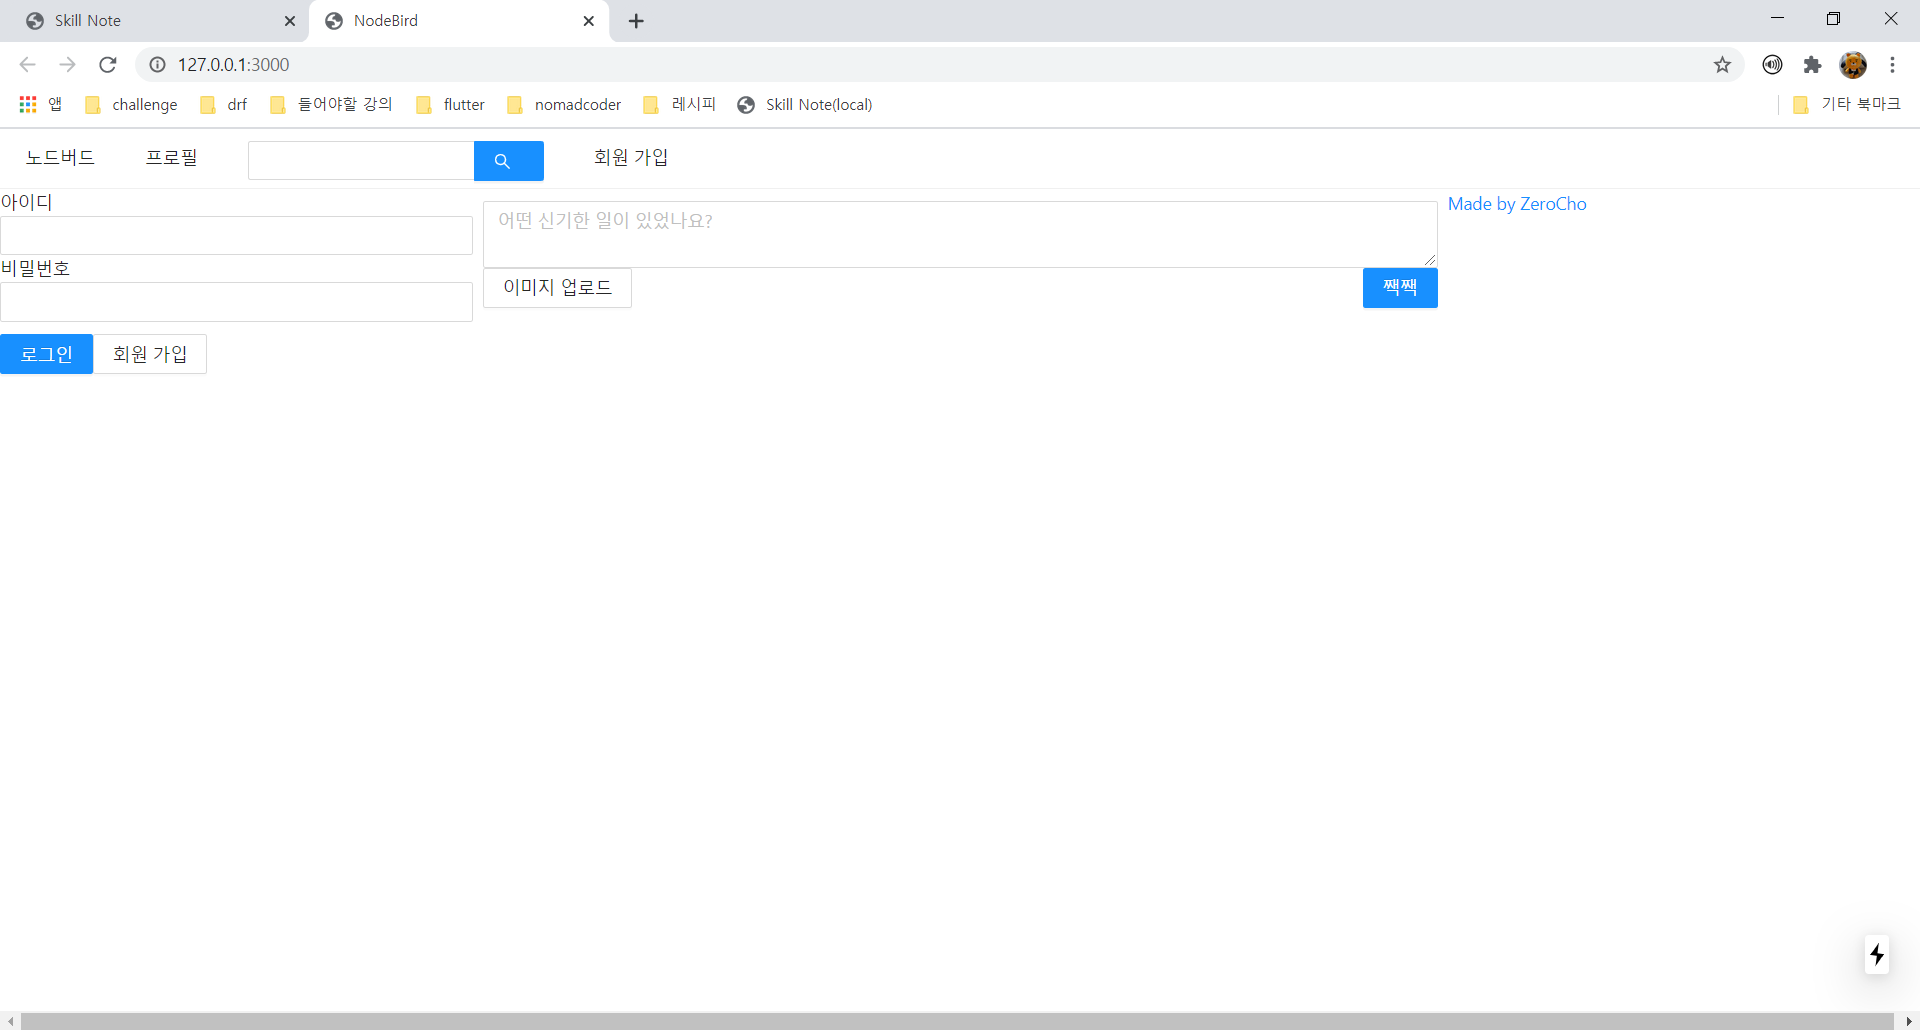 Skill Note
NodeBird
127.0.0.1:3000
앱 challenge drf 들어야할 강의 flutter nomadcoder 레시피 Skill Note(local) 기타 북마크
노드버드 프로필 회원 가입
아이디
어떤 신기한 일이 있었나요?
Made by ZeroCho
비밀번호
이미지 업로드 짹짹
로그인 회원 가입